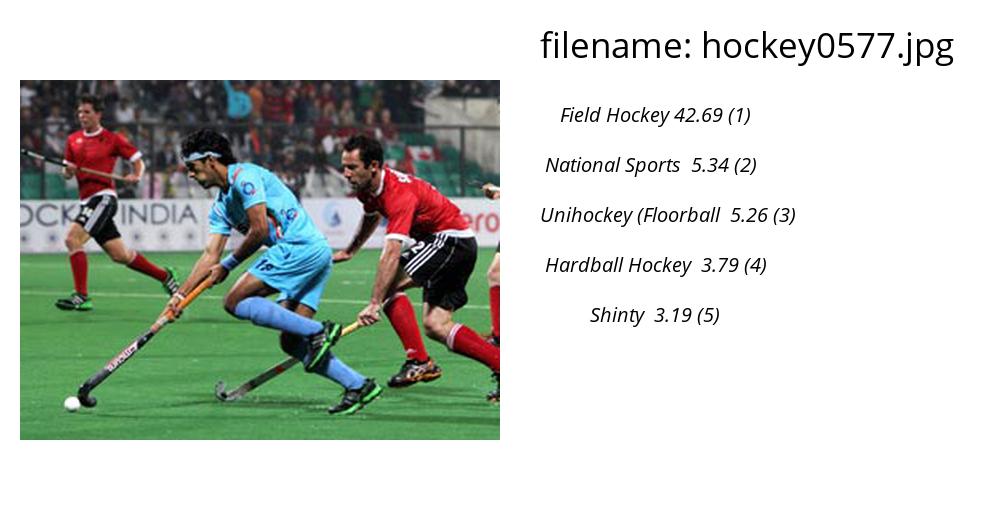 filename: hockey0577.jpg
Field Hockey 42.69 (1)
National Sports 5.34 (2)
Unihockey (Floorball 5.26 (3)
Hardball Hockey 3.79 (4)
Shinty 3.19 (5)
OCKEY INDIA
ero